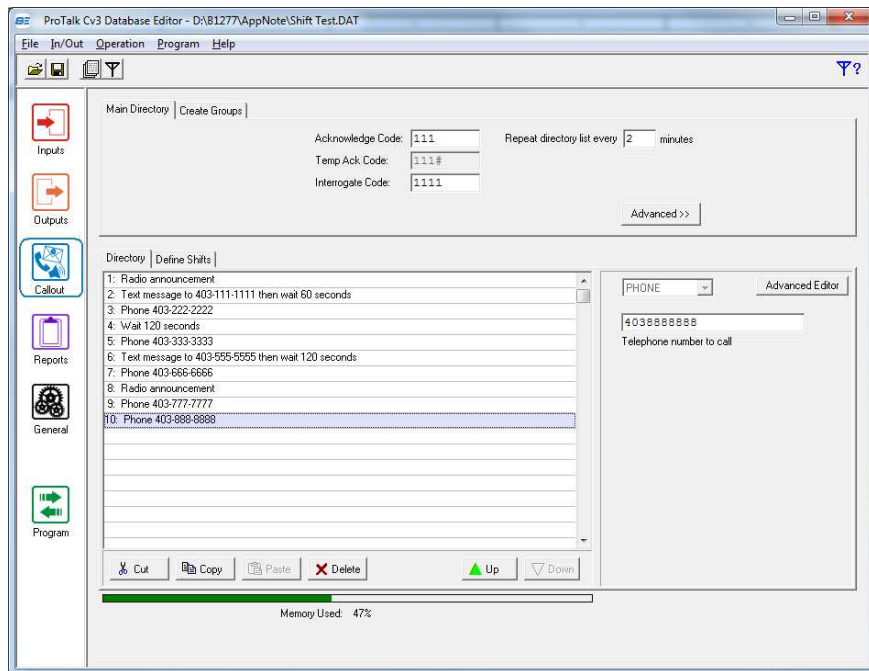 BE ProTalk Cv3 Database Editor - D:\B1277\AppNote\Shift Test.DAT
File In/Out Operation Program Help
?
Main Directory Create Groups
Acknowledge Code: 111 Repeat directory list every 2 minutes
Temp Ack Code: 111#
Interrogate Code: 1111
Advanced >>
Inputs
Outputs
Callout
Reports
General
Program
Directory Define Shifts
1: Radio announcement
2: Text message to 403-111-1111 then wait 60 seconds
3: Phone 403-222-2222
4: Wait 120 seconds
5: Phone 403-333-3333
6: Text message to 403-555-5555 then wait 120 seconds
7: Phone 403-666-6666
8: Radio announcement
9: Phone 403-777-7777
10: Phone 403-888-8888
PHONE Advanced Editor
4038888888
Telephone number to call
Cut Copy Paste Delete Up Down
Memory Used: 47%